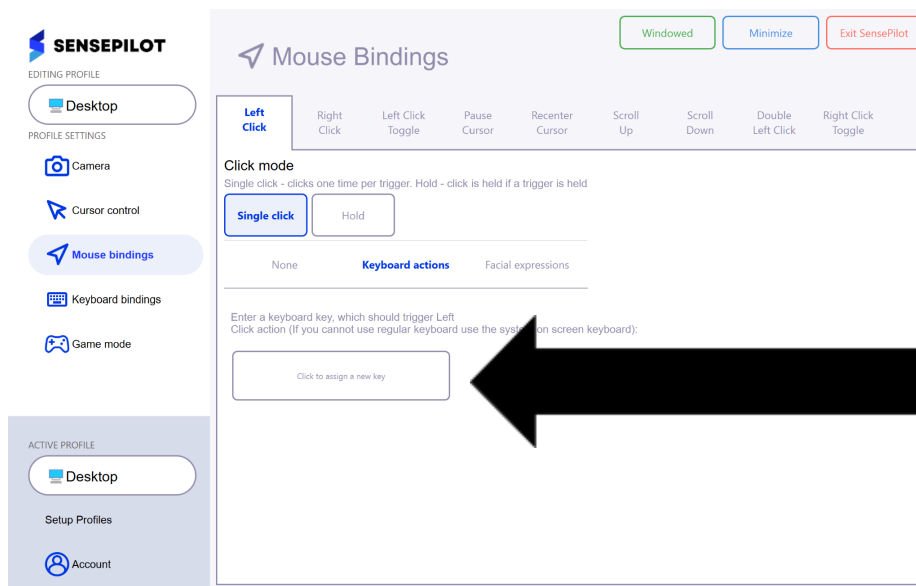 SENSEPILOT
EDITING PROFILE
Desktop
PROFILE SETTINGS
Camera
Cursor control
Mouse bindings
Keyboard bindings
Game mode
ACTIVE PROFILE
Desktop
Setup Profiles
Account
Windowed
Minimize
Exit SensePilot
Mouse Bindings
Left
Click
Right
Click
Left Click
Toggle
Pause
Cursor
Recenter
Cursor
Scroll
Up
Scroll
Down
Double
Left Click
Right Click
Toggle
Click mode
Single click - clicks one time per trigger. Hold - click is held if a trigger is held
Single click
Hold
None
Keyboard actions
Facial expressions
Enter a keyboard key, which should trigger Left
Click action (If you cannot use regular keyboard use the on screen keyboard):
Click to assign a new key